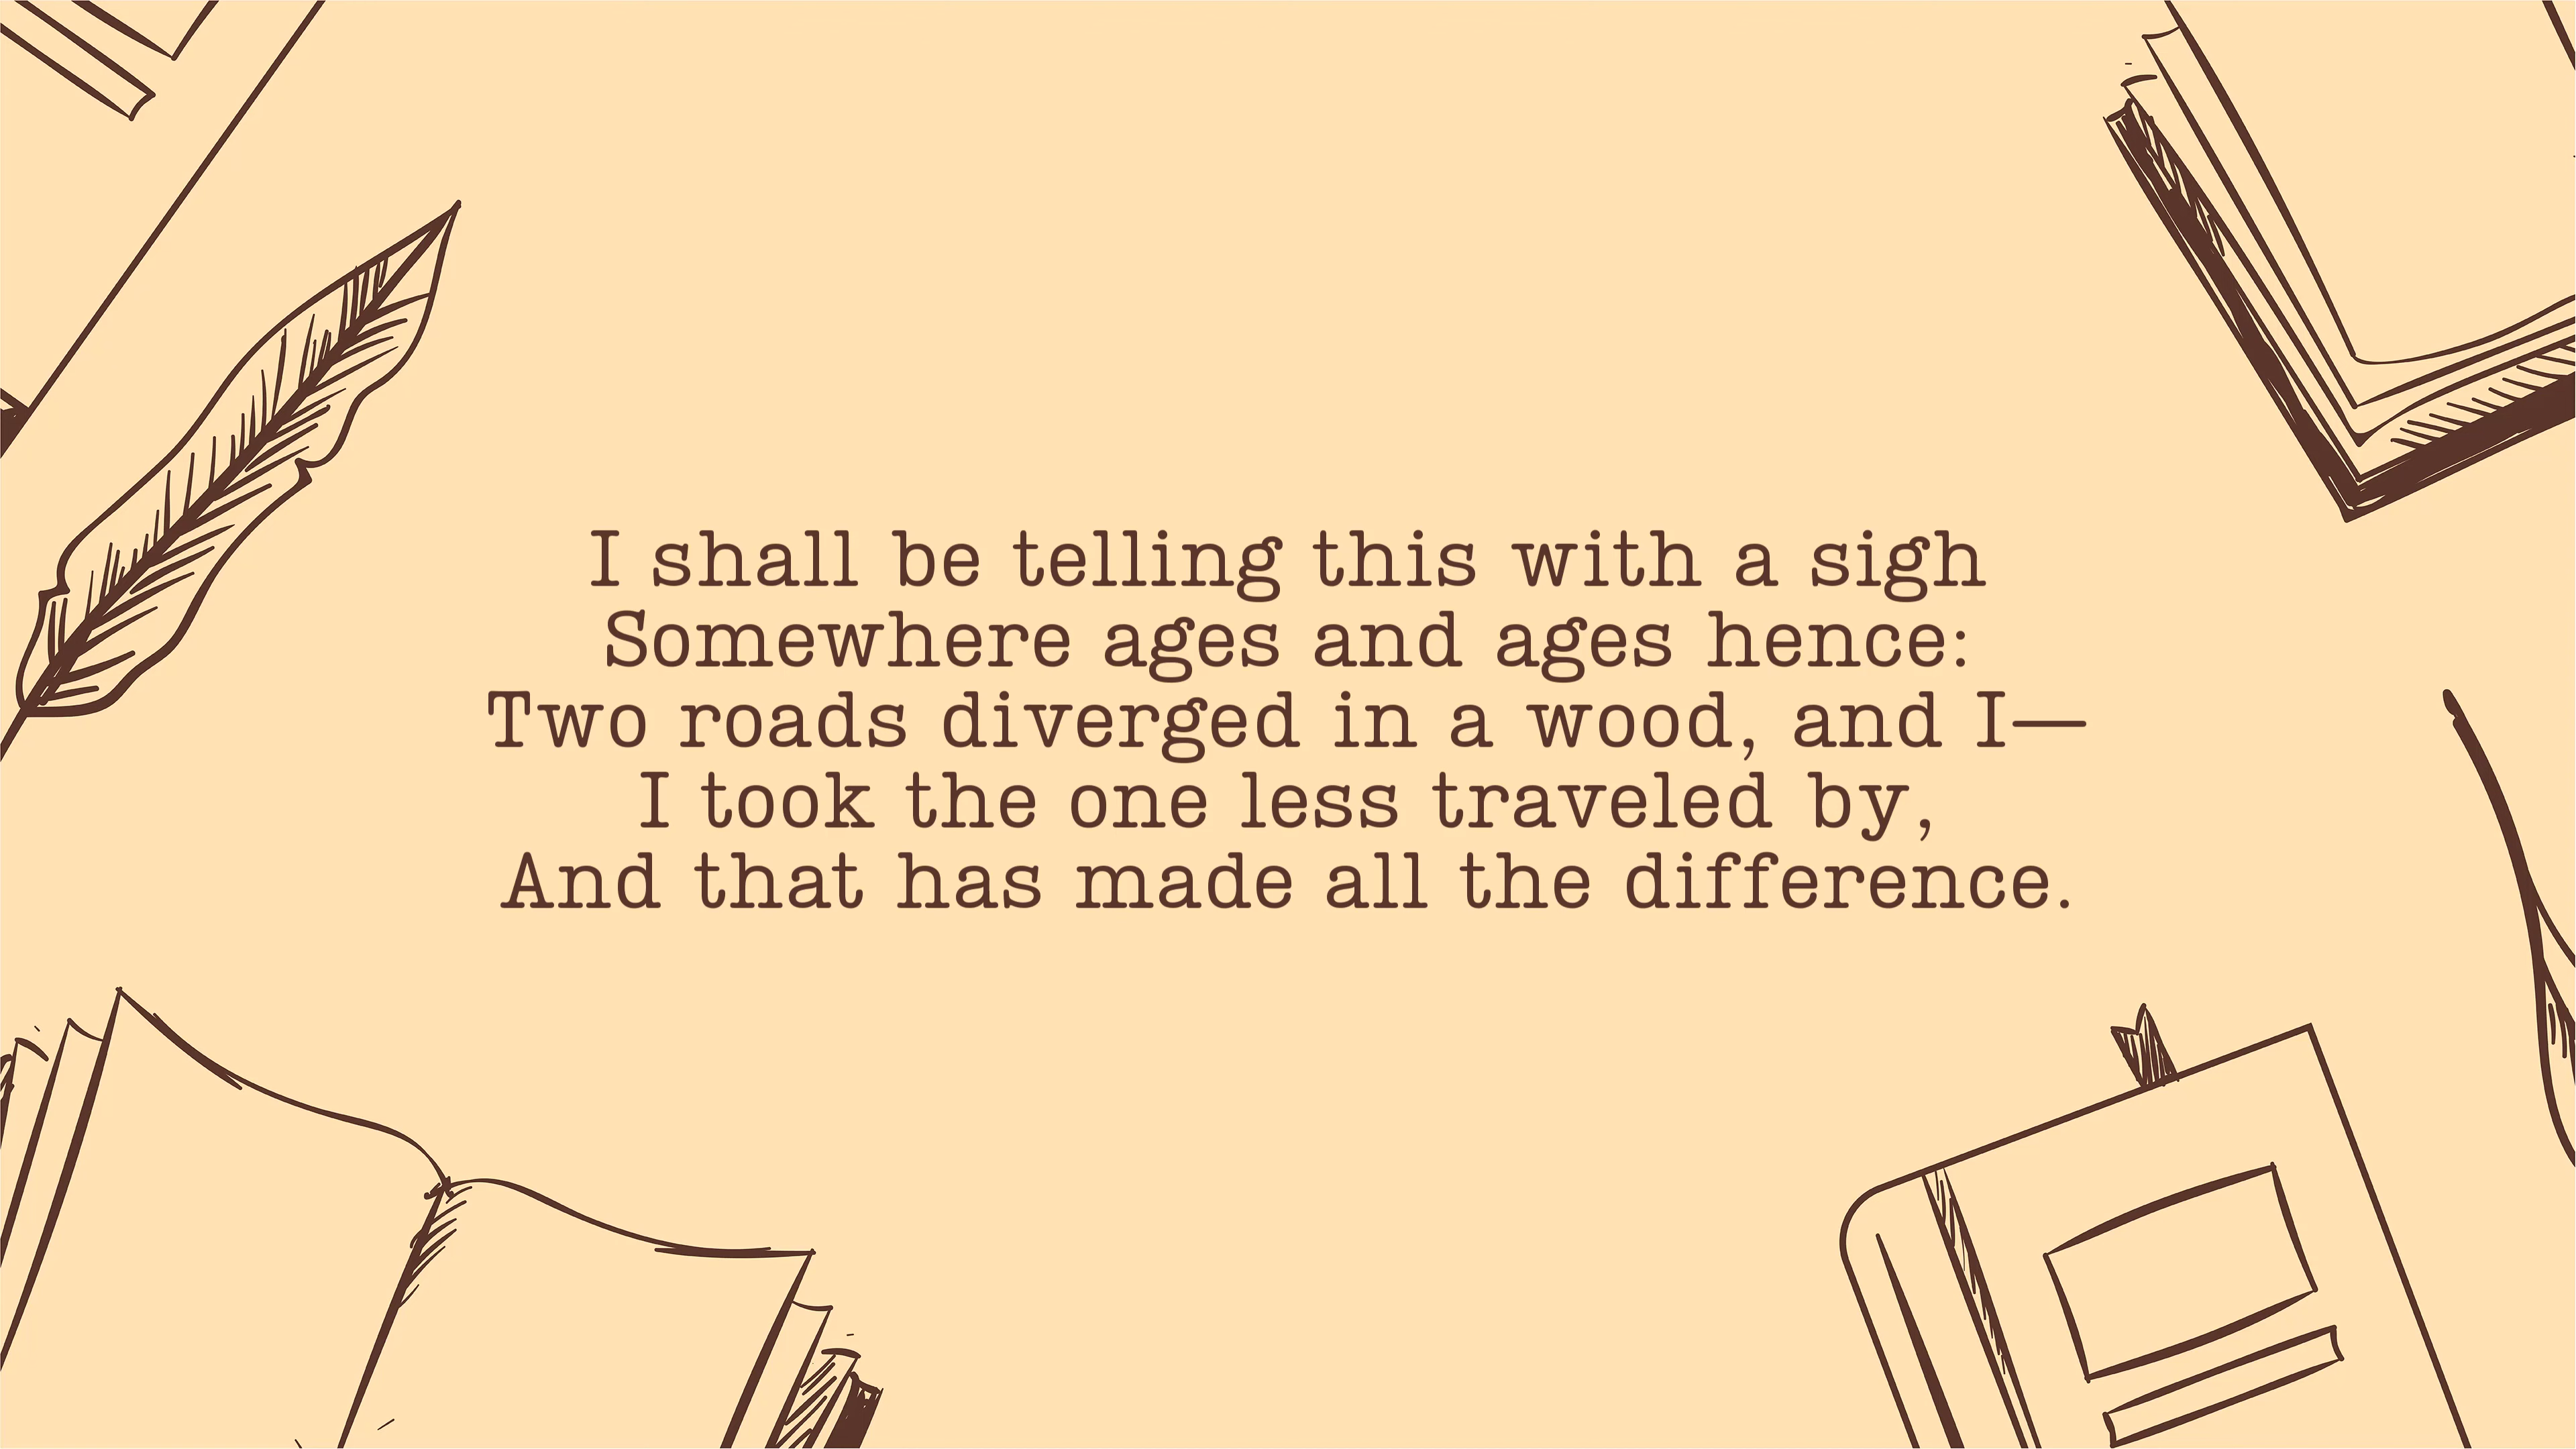 I shall be telling this with a sigh
Somewhere ages and ages hence:
Two roads diverged in a wood, and I—
I took the one less traveled by,
And that has made all the difference.